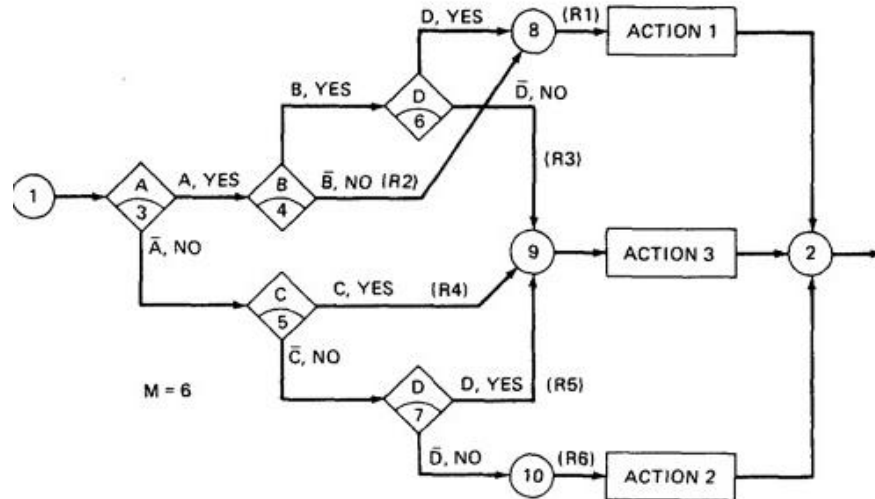 D, YES
8
(R1)
ACTION 1
B, YES
D
6
D̄, NO
(R3)
1
A
3
A, YES
B
4
B̄, NO (R2)
Ā, NO
9
ACTION 3
2
C
5
C, YES
(R4)
C̄, NO
M = 6
D
7
D, YES
(R5)
D̄, NO
10
(R6)
ACTION 2